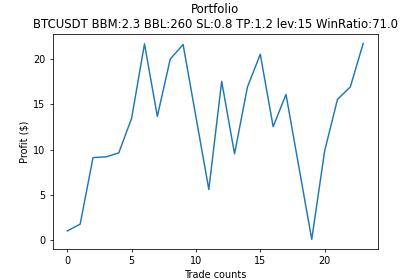 Portfolio
BTCUSDT BBM:2.3 BBL:260 SL:0.8 TP:1.2 lev:15 WinRatio:71.0
Profit ($)
20
15
10
5
0
0 5 10 15 20
Trade counts